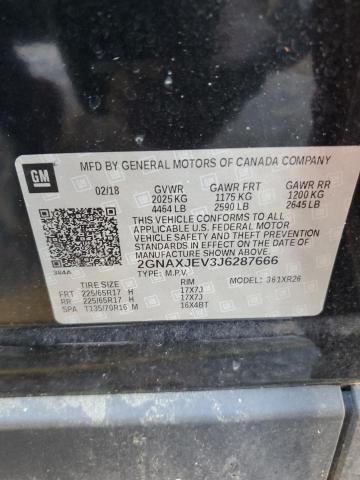 GM
MFD BY GENERAL MOTORS OF CANADA COMPANY
02/18 GVWR GAWR FRT GAWR RR
2025 KG 1175 KG 1200 KG
4464 LB 2590 LB 2645 LB
THIS VEHICLE CONFORMS TO ALL
APPLICABLE U.S. FEDERAL MOTOR
VEHICLE SAFETY AND THEFT PREVENTION
STANDARDS IN EFFECT ON THE DATE OF
MANUFACTURE SHOWN ABOVE.
384A 2GNAXJEV3J6287666
TYPE: M.P.V. MODEL: 361XR26
TIRE SIZE RIM
FRT 225/65R17 H 17X7J
RR 225/65R17 H 17X7J
SPA T135/70R16 M 16X4BT